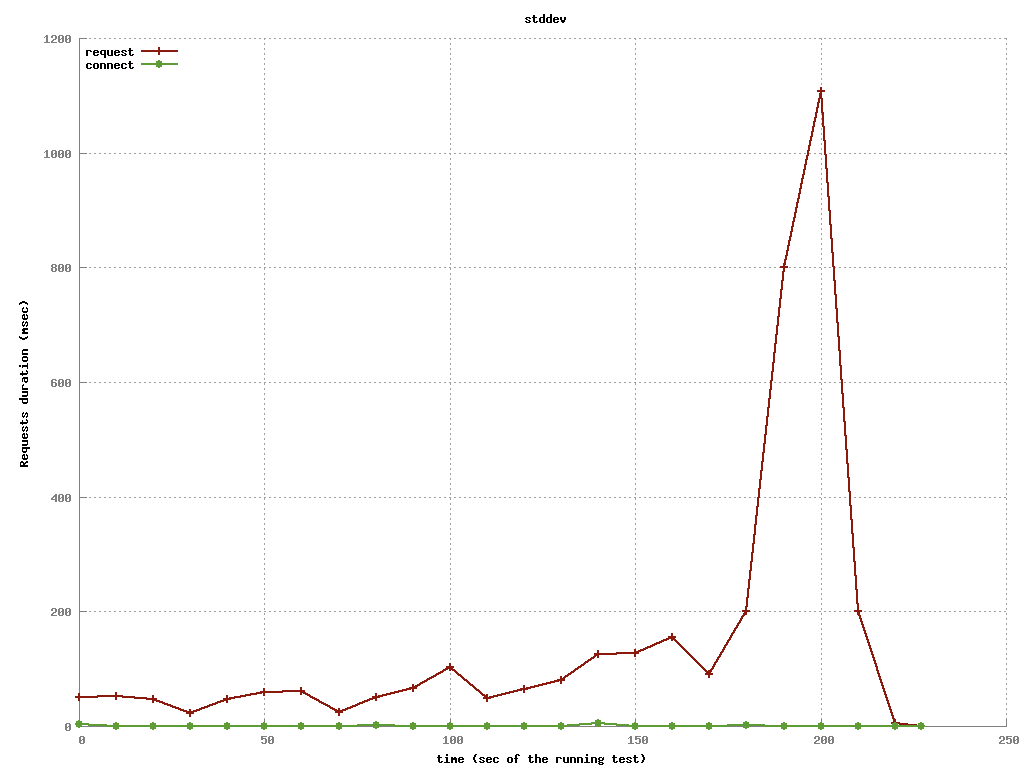 stddev
request
connect
1200
1000
800
600
400
200
0
0 50 100 150 200 250
Requests duration (msec)
time (sec of the running test)